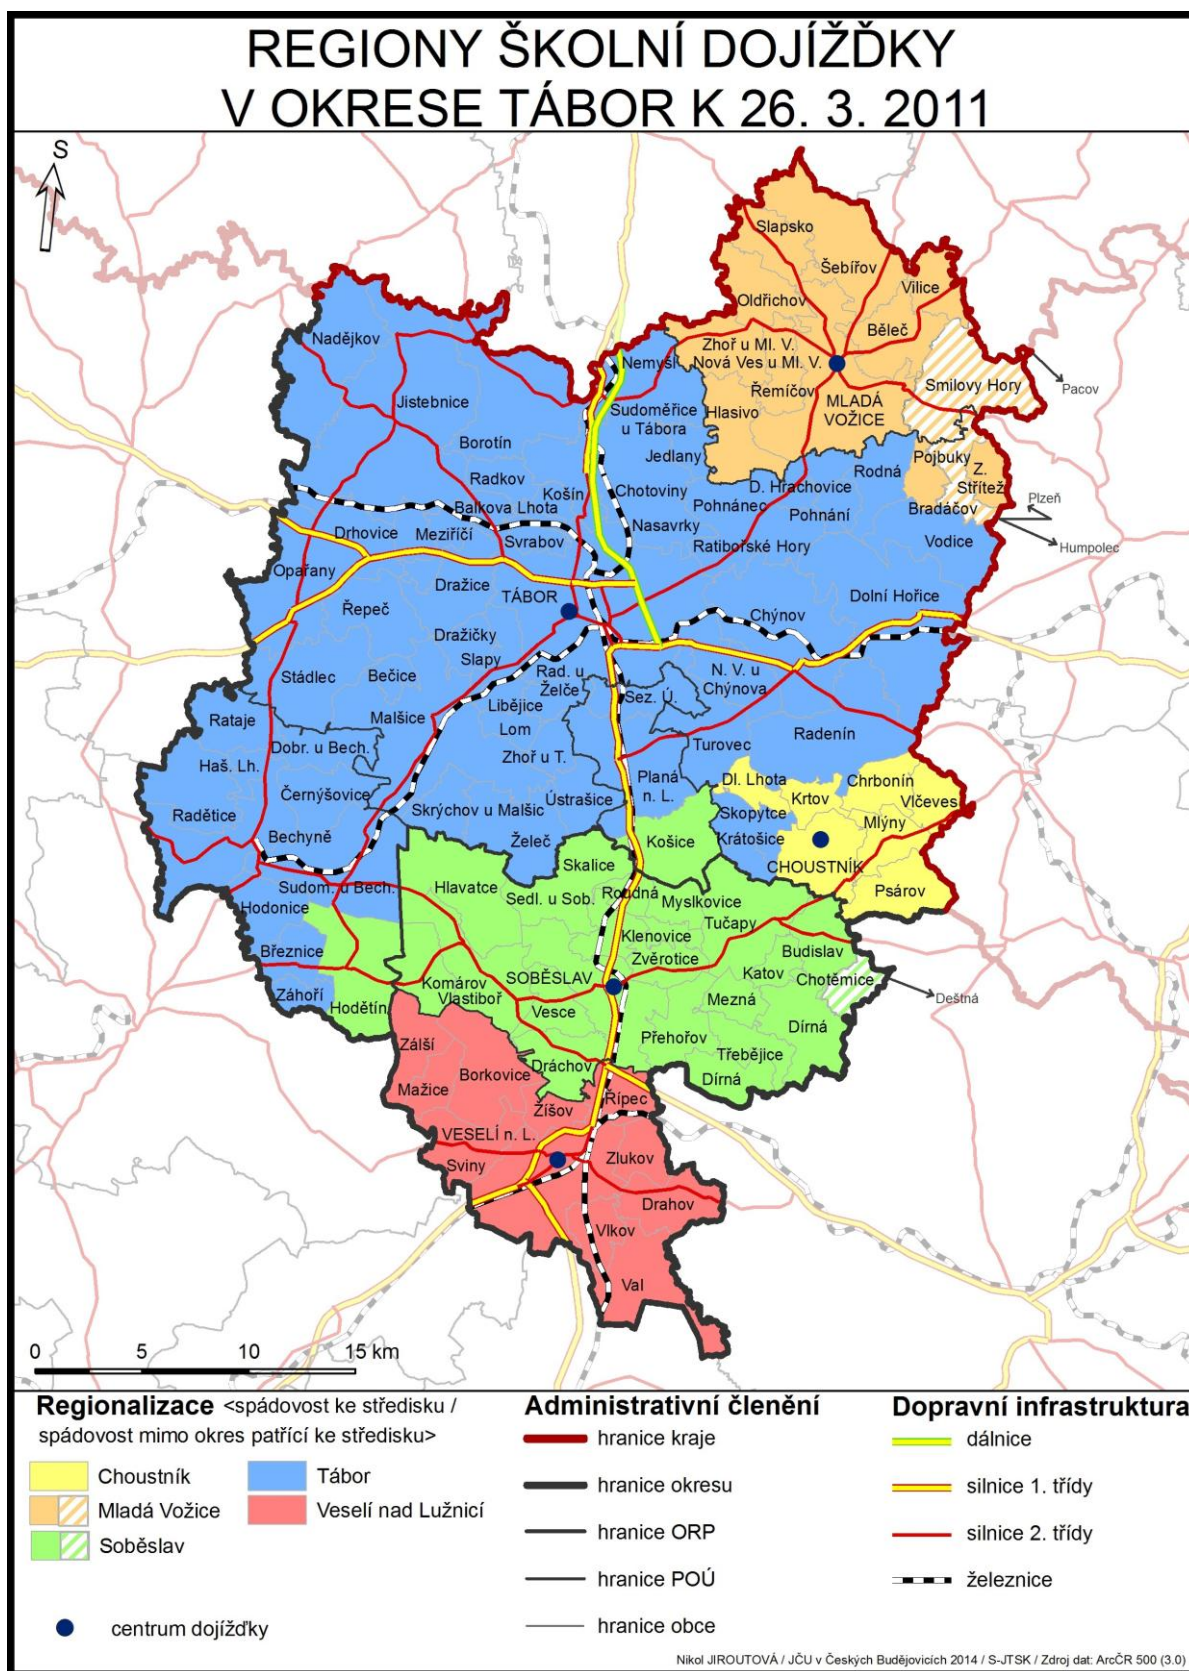 REGIONY ŠKOLNÍ DOJÍŽĎKY
V OKRESE TÁBOR K 26. 3. 2011
S
Slapsko
Šebířov
Vilice
Oldřichov
Běleč
Nadějkov
Zhoř u Ml. V.
Nemyšl
Nová Ves u Ml. V.
Pacov
Smilovy Hory
Řemíčov
Jistebnice
MLADÁ
VOŽICE
Sudoměřice
u Tábora
Hlasivo
Borotín
Jedlany
Pojbuky
Rodná
Z.
Střítež
Radkov
D. Hrachovice
Košín
Chotoviny
Plzeň
Balkova Lhota
Pohnánec
Pohnání
Bradáčov
Nasavrky
Drhovice
Meziříčí
Svrabov
Ratibořské Hory
Vodice
Humpolec
Opařany
Dražice
TÁBOR
Dolní Hořice
Řepeč
Chýnov
Dražičky
Slapy
Stádlec
Bečice
Rad. u
Želče
N. V. u
Chýnova
Sez. Ú.
Libějice
Rataje
Malšice
Lom
Radenín
Dobr. u Bech.
Turovec
Zhoř u T.
Haš. Lh.
Planá
n. L.
Dl. Lhota
Chrbonín
Černýšovice
Krtov
Vlčeves
Skrýchov u Malšic
Ústrašice
Radětice
Skopytce
Mlýny
Bechyně
Želeč
Košice
Krátošice
CHOUSTNÍK
Skalice
Sudom. u Bech.
Hlavatce
Roudná
Psárov
Sedl. u Sob.
Myslkovice
Hodonice
Tučapy
Klenovice
Březnice
Zvěrotice
Budislav
Katov
Chotěmice
Komárov
SOBĚSLAV
Záhoří
Vlastiboř
Deštná
Hodětín
Vesce
Mezná
Dírná
Zálší
Přehořov
Třebějice
Dráchov
Borkovice
Dírná
Mažice
Řípec
Žíšov
VESELÍ n. L.
Zlukov
Sviny
Drahov
Vlkov
Val
0 5 10 15 km
Regionalizace <spádovost ke středisku /
spádovost mimo okres patřící ke středisku>
Choustník
Mladá Vožice
Soběslav
Tábor
Veselí nad Lužnicí
centrum dojížďky
Administrativní členění
hranice kraje
hranice okresu
hranice ORP
hranice POÚ
hranice obce
Dopravní infrastruktura
dálnice
silnice 1. třídy
silnice 2. třídy
železnice
Nikol JIROUTOVÁ / JČU v Českých Budějovicích 2014 / S-JTSK / Zdroj dat: ArcČR 500 (3.0)